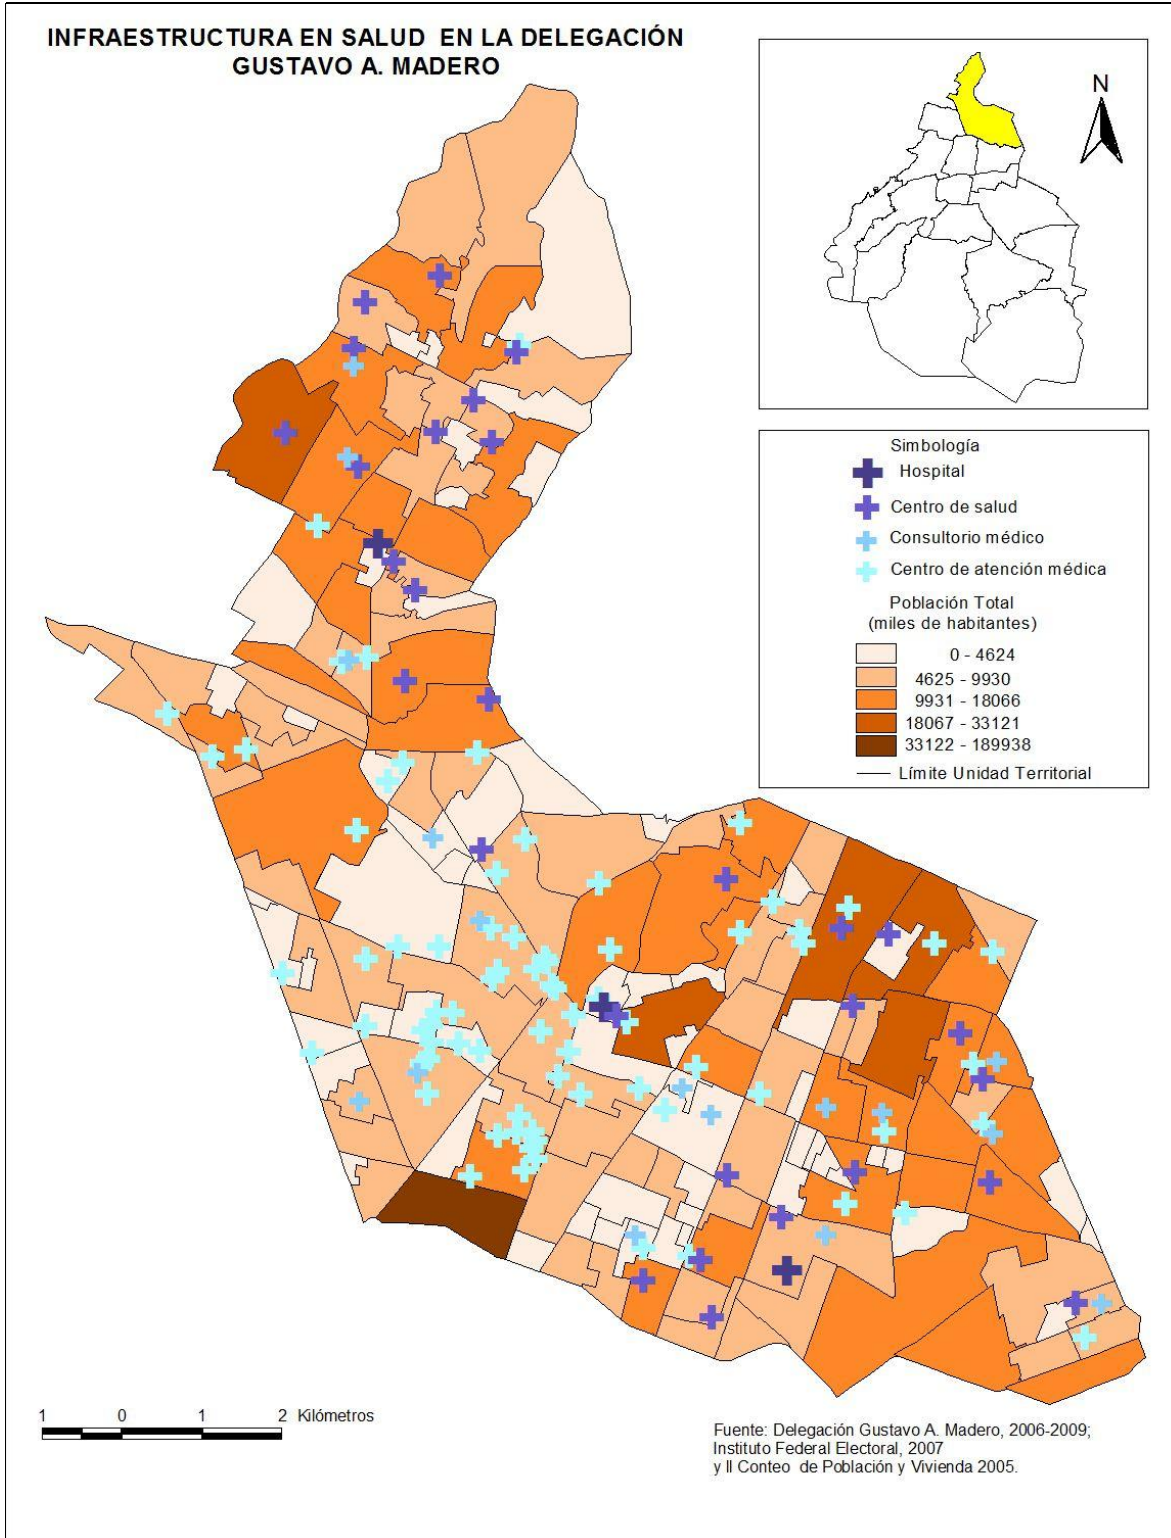 INFRAESTRUCTURA EN SALUD EN LA DELEGACIÓN
GUSTAVO A. MADERO
N
Simbología
Hospital
Centro de salud
Consultorio médico
Centro de atención médica
Población Total
(miles de habitantes)
0 - 4624
4625 - 9930
9931 - 18066
18067 - 33121
33122 - 189938
Límite Unidad Territorial
1 0 1 2 Kilómetros
Fuente: Delegación Gustavo A. Madero, 2006-2009;
Instituto Federal Electoral, 2007
y II Conteo de Población y Vivienda 2005.